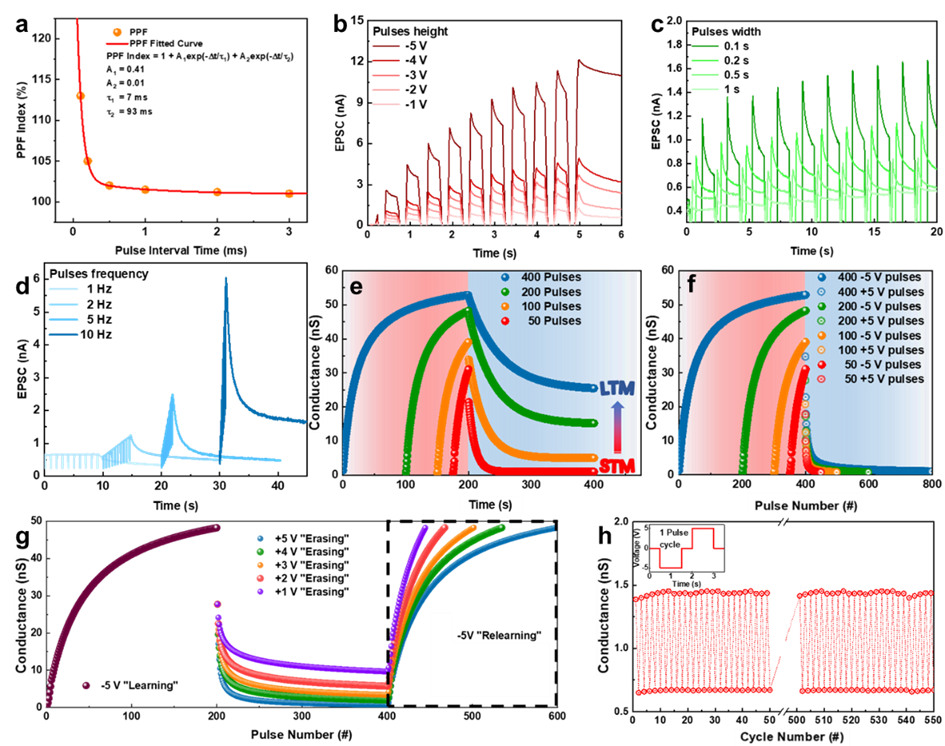 a
PPF
PPF Fitted Curve
PPF Index = 1 + A₁exp(-Δt/τ₁) + A₂exp(-Δt/τ₂)
A₁ = 0.41
A₂ = 0.01
τ₁ = 7 ms
τ₂ = 93 ms
PPF Index (%)
120
115
110
105
100
0
1
2
3
Pulse Interval Time (ms)
b
Pulses height
-5 V
-4 V
-3 V
-2 V
-1 V
EPSC (nA)
15
12
9
6
3
0
0
1
2
3
4
5
6
Time (s)
c
Pulses width
0.1 s
0.2 s
0.5 s
1 s
EPSC (nA)
2.0
1.8
1.6
1.4
1.2
1.0
0.8
0.6
0.4
0
5
10
15
20
Time (s)
d
Pulses frequency
1 Hz
2 Hz
5 Hz
10 Hz
EPSC (nA)
6
5
4
3
2
1
0
0
10
20
30
40
50
Time (s)
e
400 Pulses
200 Pulses
100 Pulses
50 Pulses
LTM
STM
Conductance (nS)
60
50
40
30
20
10
0
0
100
200
300
400
Time (s)
f
400 -5 V pulses
400 +5 V pulses
200 -5 V pulses
200 +5 V pulses
100 -5 V pulses
100 +5 V pulses
50 -5 V pulses
50 +5 V pulses
Conductance (nS)
60
50
40
30
20
10
0
0
200
400
600
800
Pulse Number (#)
g
+5 V "Erasing"
+4 V "Erasing"
+3 V "Erasing"
+2 V "Erasing"
+1 V "Erasing"
-5 V "Learning"
-5V "Relearning"
Conductance (nS)
50
40
30
20
10
0
0
100
200
300
400
500
600
Pulse Number (#)
h
1 Pulse
cycle
Voltage (V)
5
0
-5
0
1
2
3
Time (s)
Conductance (nS)
2.0
1.5
1.0
0.5
0
10
20
30
40
50
500
510
520
530
540
550
Cycle Number (#)